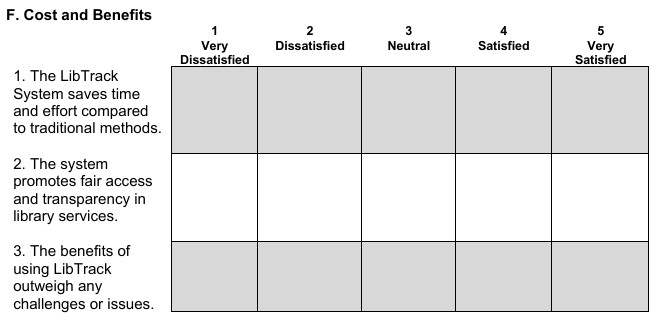 F. Cost and Benefits
1 2 3 4 5
Very Dissatisfied Neutral Satisfied Very
Dissatisfied Satisfied
1. The LibTrack
System saves time
and effort compared
to traditional methods.
2. The system
promotes fair access
and transparency in
library services.
3. The benefits of
using LibTrack
outweigh any
challenges or issues.